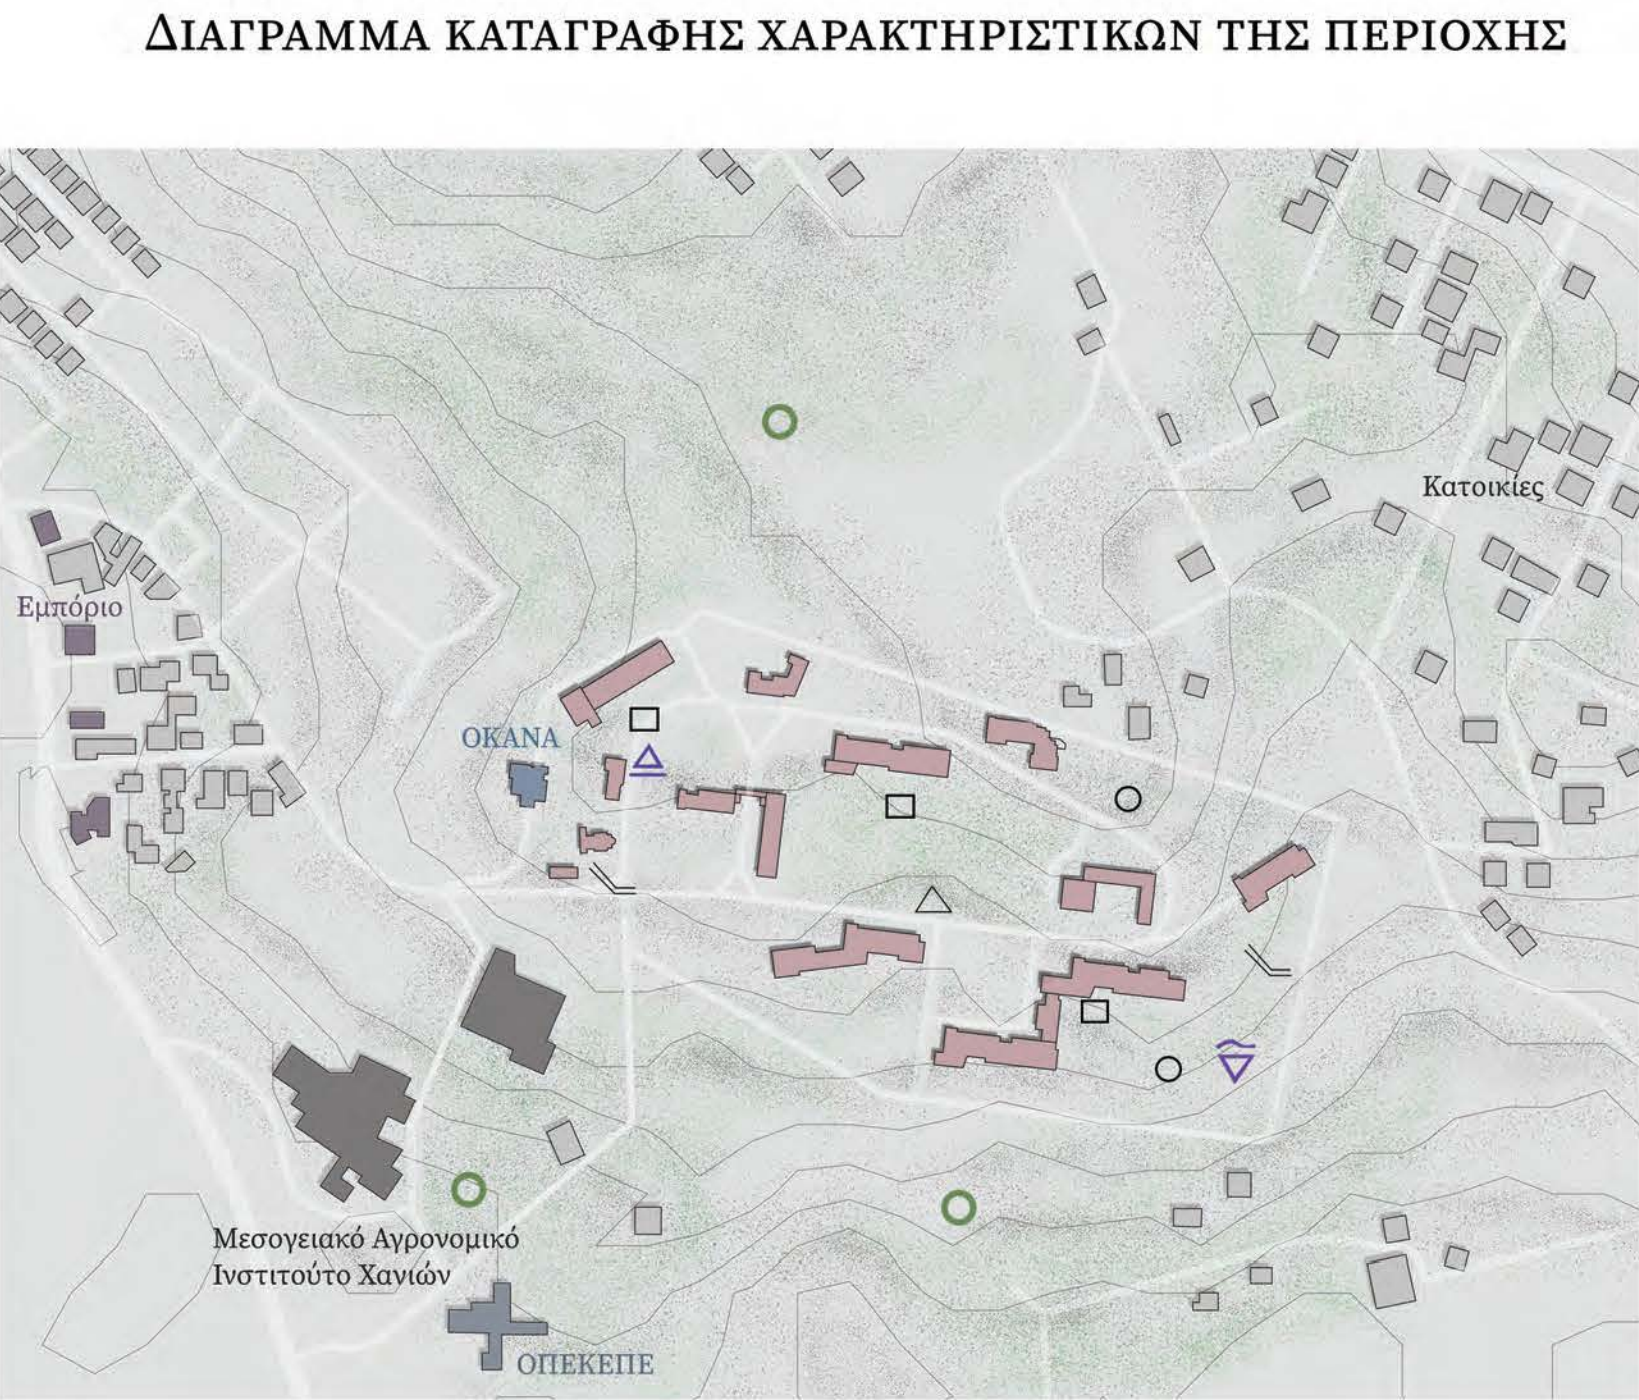 ΔΙΑΓΡΑΜΜΑ ΚΑΤΑΓΡΑΦΗΣ ΧΑΡΑΚΤΗΡΙΣΤΙΚΩΝ ΤΗΣ ΠΕΡΙΟΧΗΣ
Κατοικίες
Εμπόριο
ΟΚΑΝΑ
Μεσογειακό Αγρονομικό
Ινστιτούτο Χανιών
ΟΠΕΚΕΠΕ